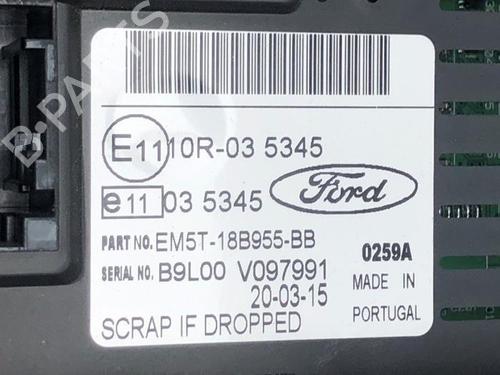 B-PARTS
E11 10R-03 5345
e11 03 5345 Ford
PART NO. EM5T-18B955-BB
0259A
SERIAL NO. B9L00 V097991
20-03-15
MADE IN
PORTUGAL
SCRAP IF DROPPED